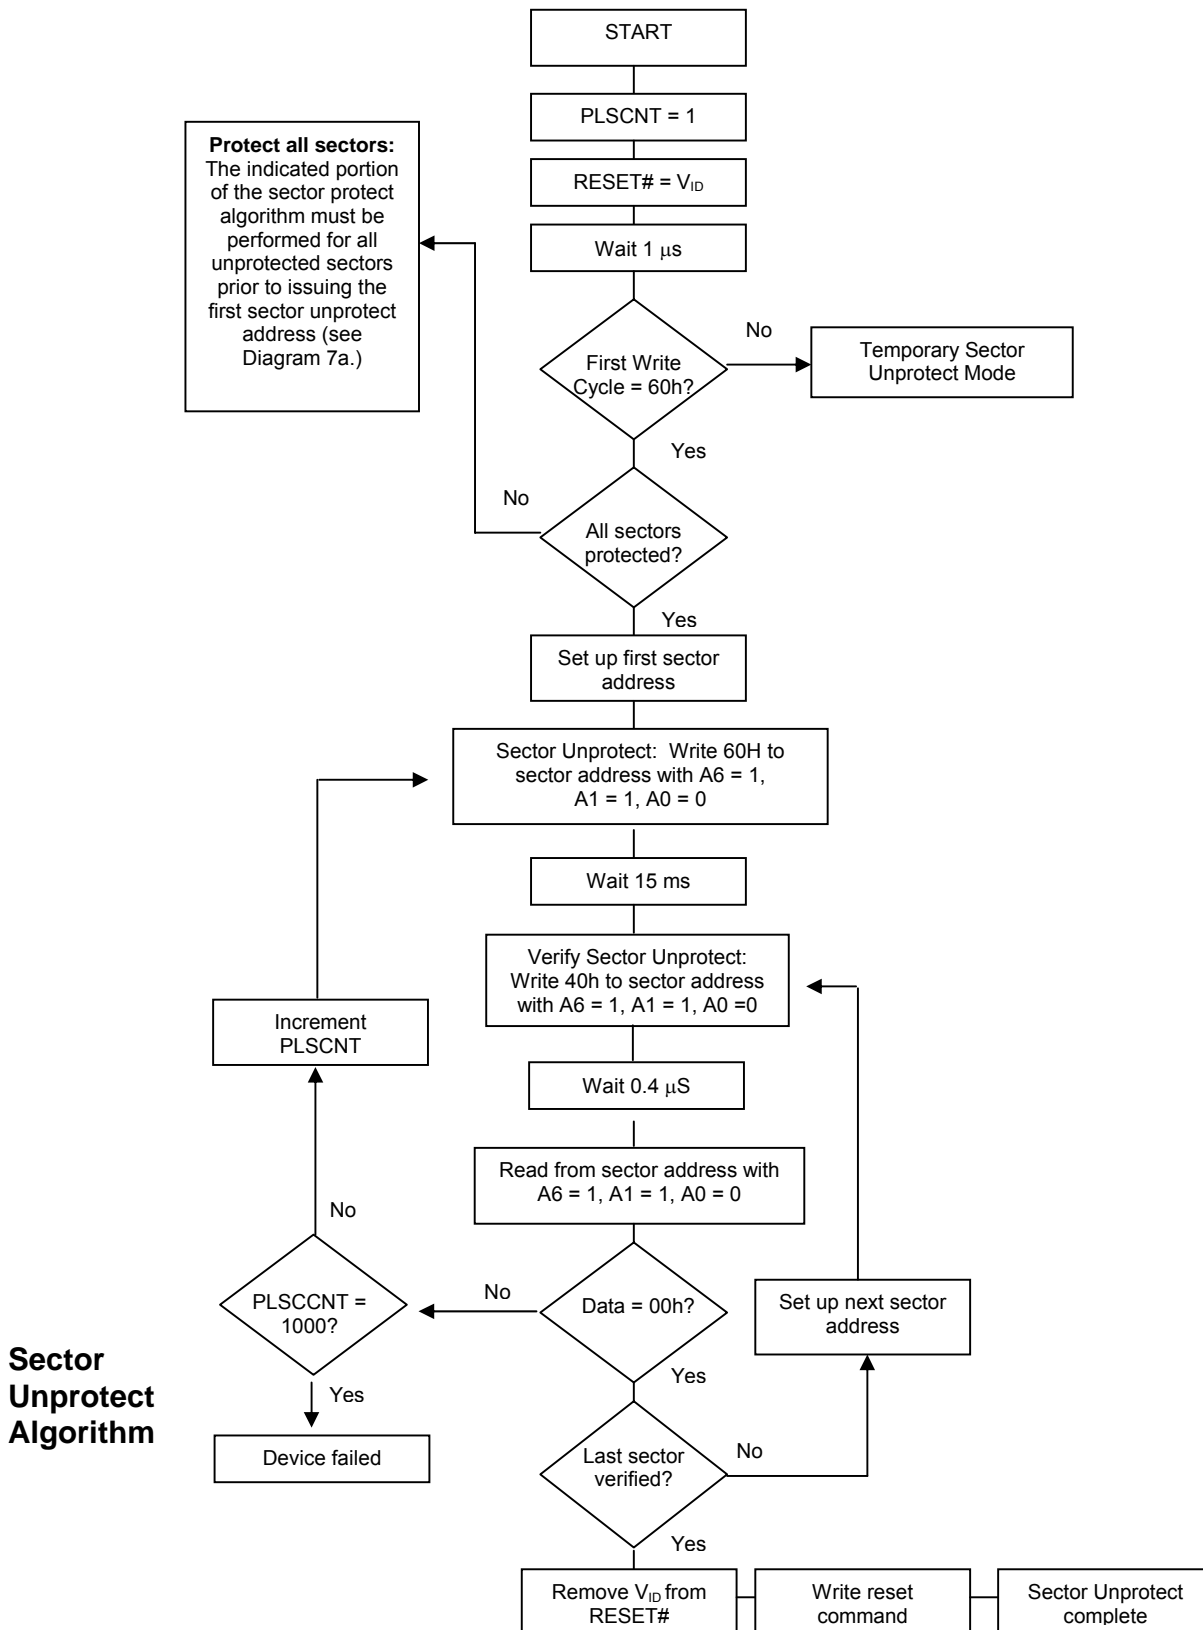 START
PLSCNT = 1
RESET# = VID
Wait 1 μs
Protect all sectors:
The indicated portion
of the sector protect
algorithm must be
performed for all
unprotected sectors
prior to issuing the
first sector unprotect
address (see
Diagram 7a.)
First Write
Cycle = 60h?
No
Temporary Sector
Unprotect Mode
Yes
No
All sectors
protected?
Yes
Set up first sector
address
Sector Unprotect: Write 60H to
sector address with A6 = 1,
A1 = 1, A0 = 0
Wait 15 ms
Verify Sector Unprotect:
Write 40h to sector address
with A6 = 1, A1 = 1, A0 =0
Increment
PLSCNT
Wait 0.4 μS
Read from sector address with
A6 = 1, A1 = 1, A0 = 0
No
PLSCCNT =
1000?
No
Data = 00h?
Set up next sector
address
Yes
Yes
Sector
Unprotect
Algorithm
Device failed
Last sector
verified?
No
Yes
Remove VID from
RESET#
Write reset
command
Sector Unprotect
complete